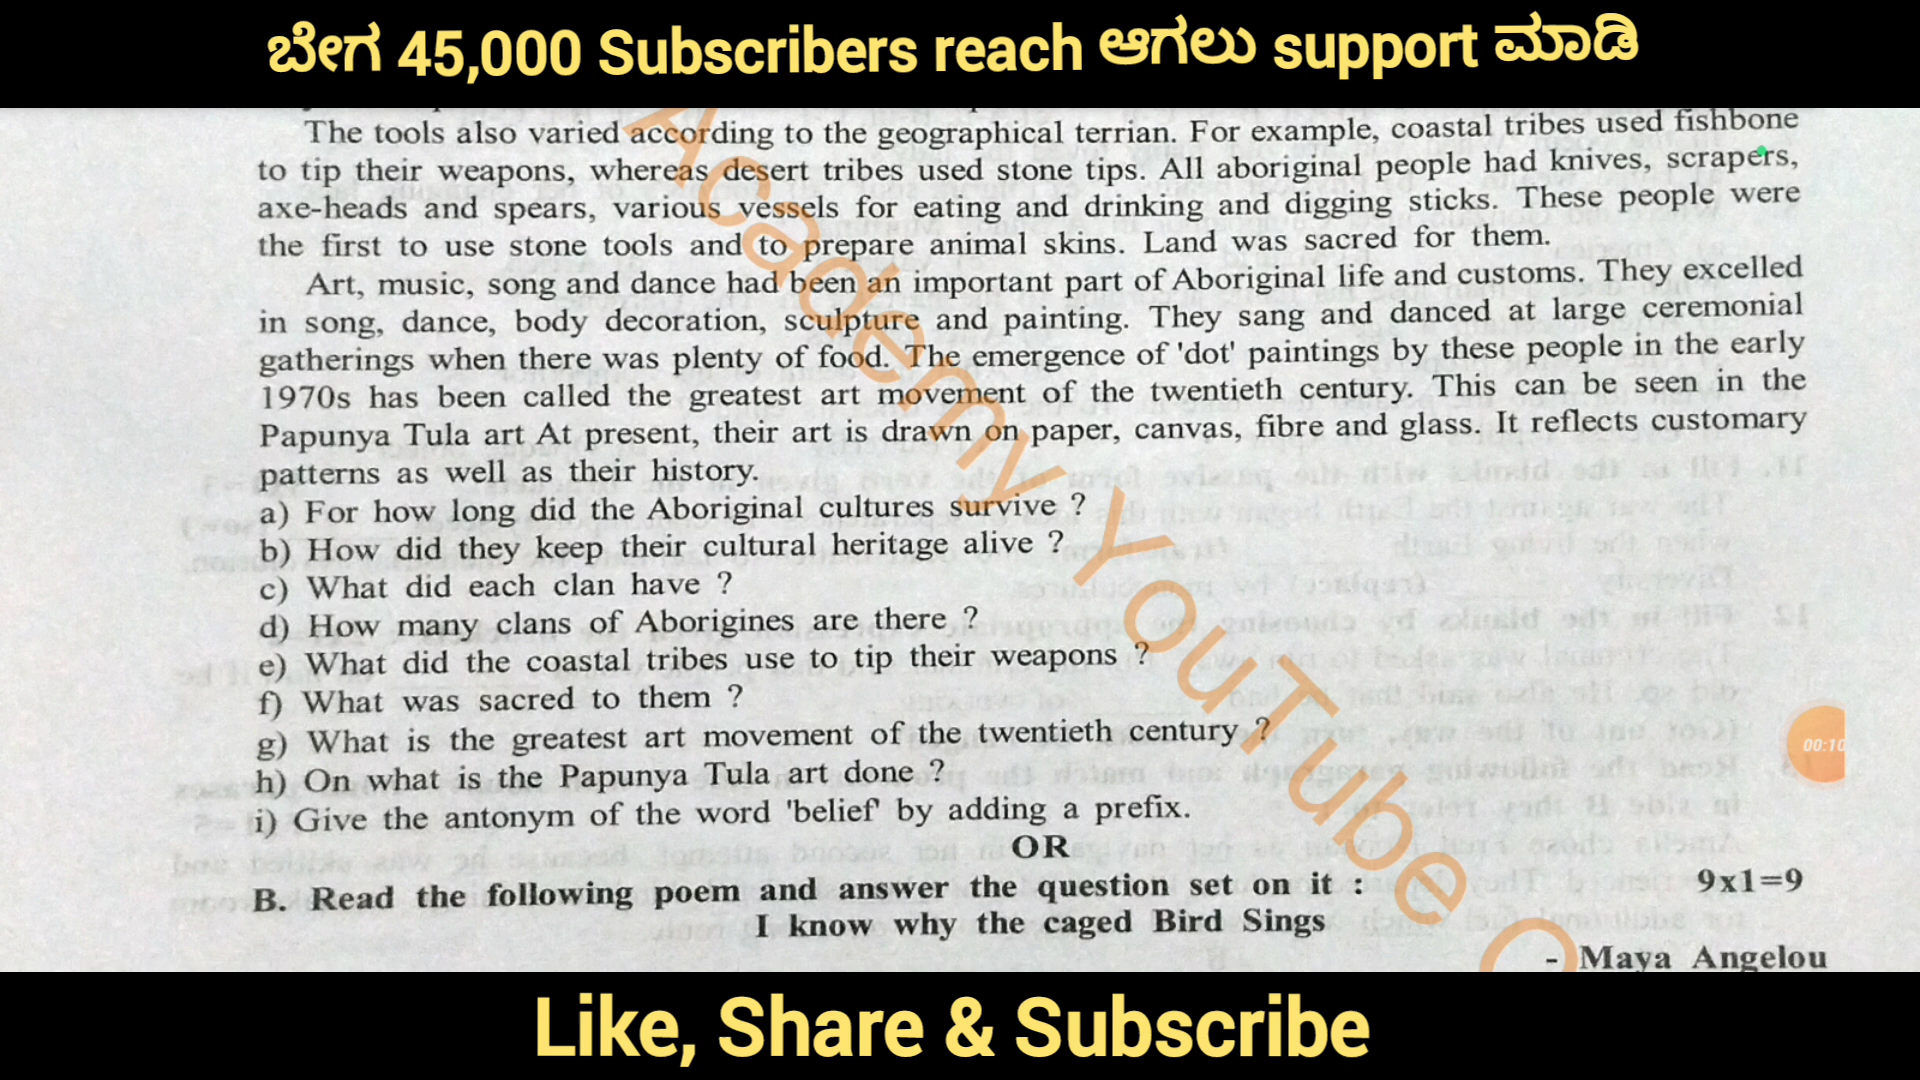 ಬೇಗ 45,000 Subscribers reach ಆಗಲು support ಮಾಡಿ
The tools also varied according to the geographical terrian. For example, coastal tribes used fishbone
to tip their weapons, whereas desert tribes used stone tips. All aboriginal people had knives, scrapers,
axe-heads and spears, various vessels for eating and drinking and digging sticks. These people were
the first to use stone tools and to prepare animal skins. Land was sacred for them.
Art, music, song and dance had been an important part of Aboriginal life and customs. They excelled
in song, dance, body decoration, sculpture and painting. They sang and danced at large ceremonial
gatherings when there was plenty of food. The emergence of 'dot' paintings by these people in the early
1970s has been called the greatest art movement of the twentieth century. This can be seen in the
Papunya Tula art At present, their art is drawn on paper, canvas, fibre and glass. It reflects customary
patterns as well as their history.
a) For how long did the Aboriginal cultures survive ?
b) How did they keep their cultural heritage alive ?
c) What did each clan have ?
d) How many clans of Aborigines are there ?
e) What did the coastal tribes use to tip their weapons ?
f) What was sacred to them ?
g) What is the greatest art movement of the twentieth century ?
h) On what is the Papunya Tula art done ?
i) Give the antonym of the word 'belief' by adding a prefix.
OR
B. Read the following poem and answer the question set on it : 9x1=9
I know why the caged Bird Sings
- Maya Angelou
Academy YouTube C
00:10
Like, Share & Subscribe